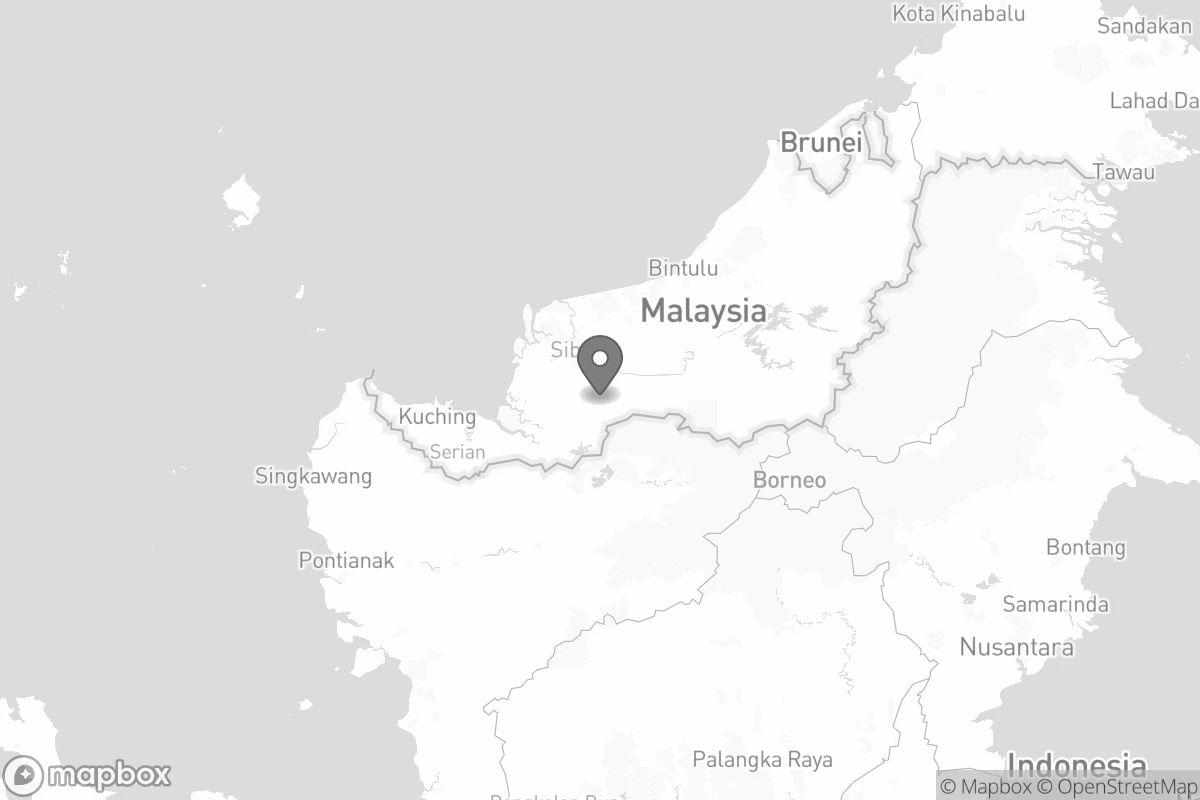 Kota Kinabalu
Sandakan
Lahad Da
Brunei
Tawau
Bintulu
Malaysia
Sib
Kuching
Serian
Singkawang
Borneo
Pontianak
Bontang
Samarinda
Nusantara
Palangka Raya
Indonesia
mapbox
© Mapbox © OpenStreetMap